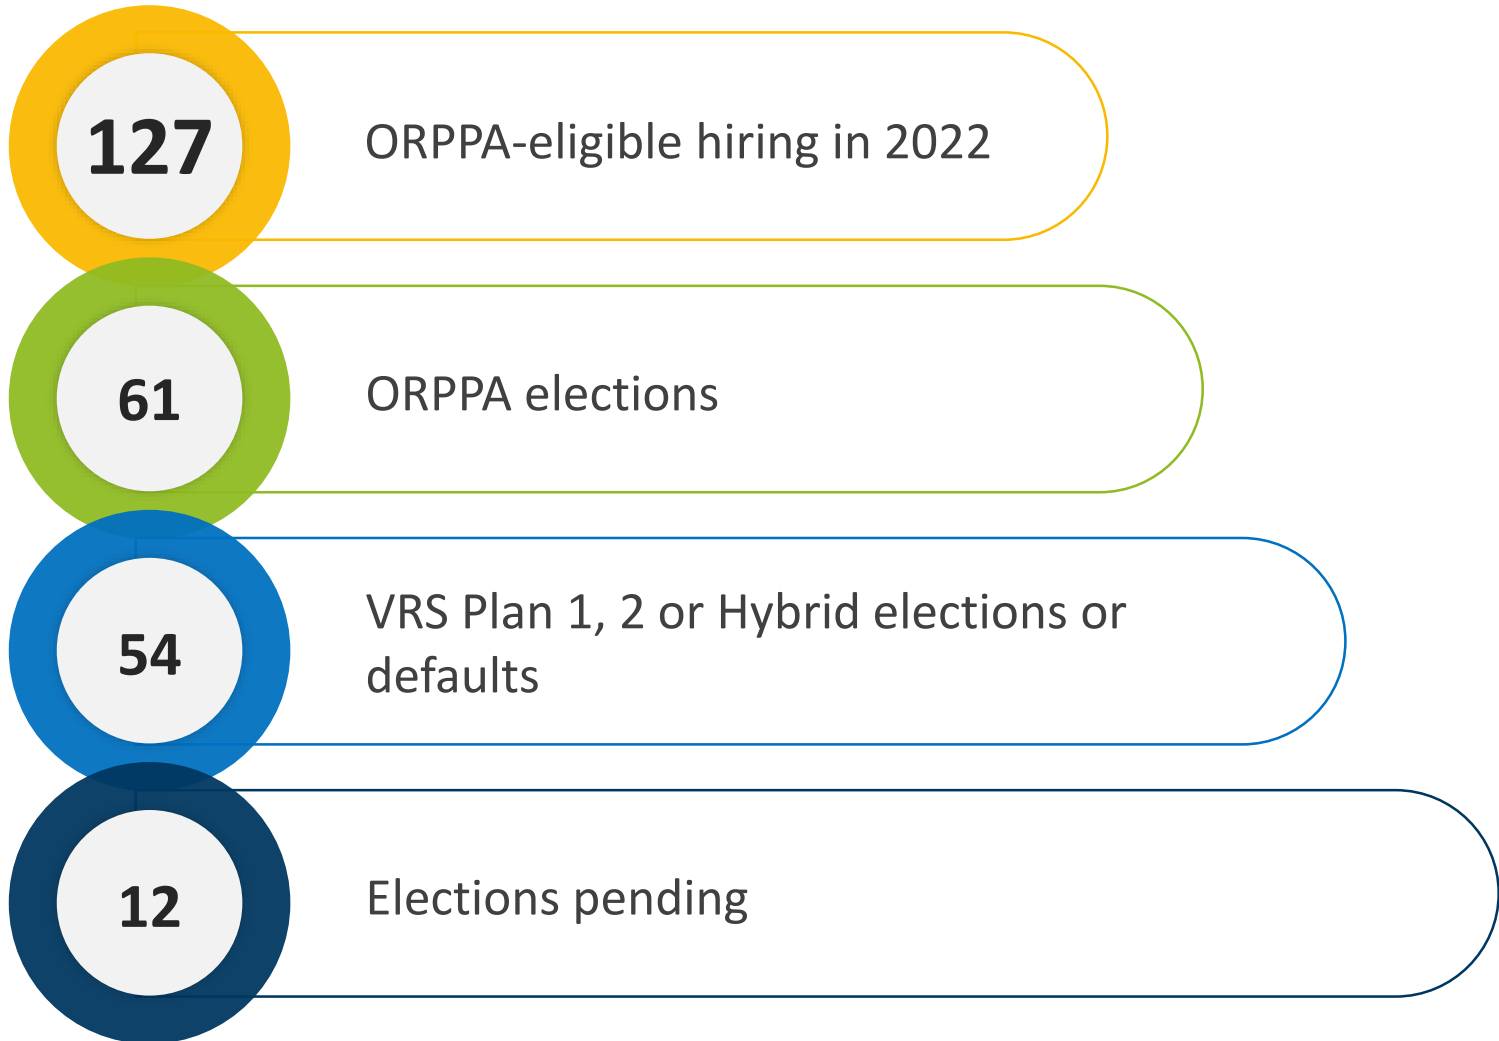 127
ORPPA-eligible hiring in 2022
61
ORPPA elections
54
VRS Plan 1, 2 or Hybrid elections or
defaults
12
Elections pending